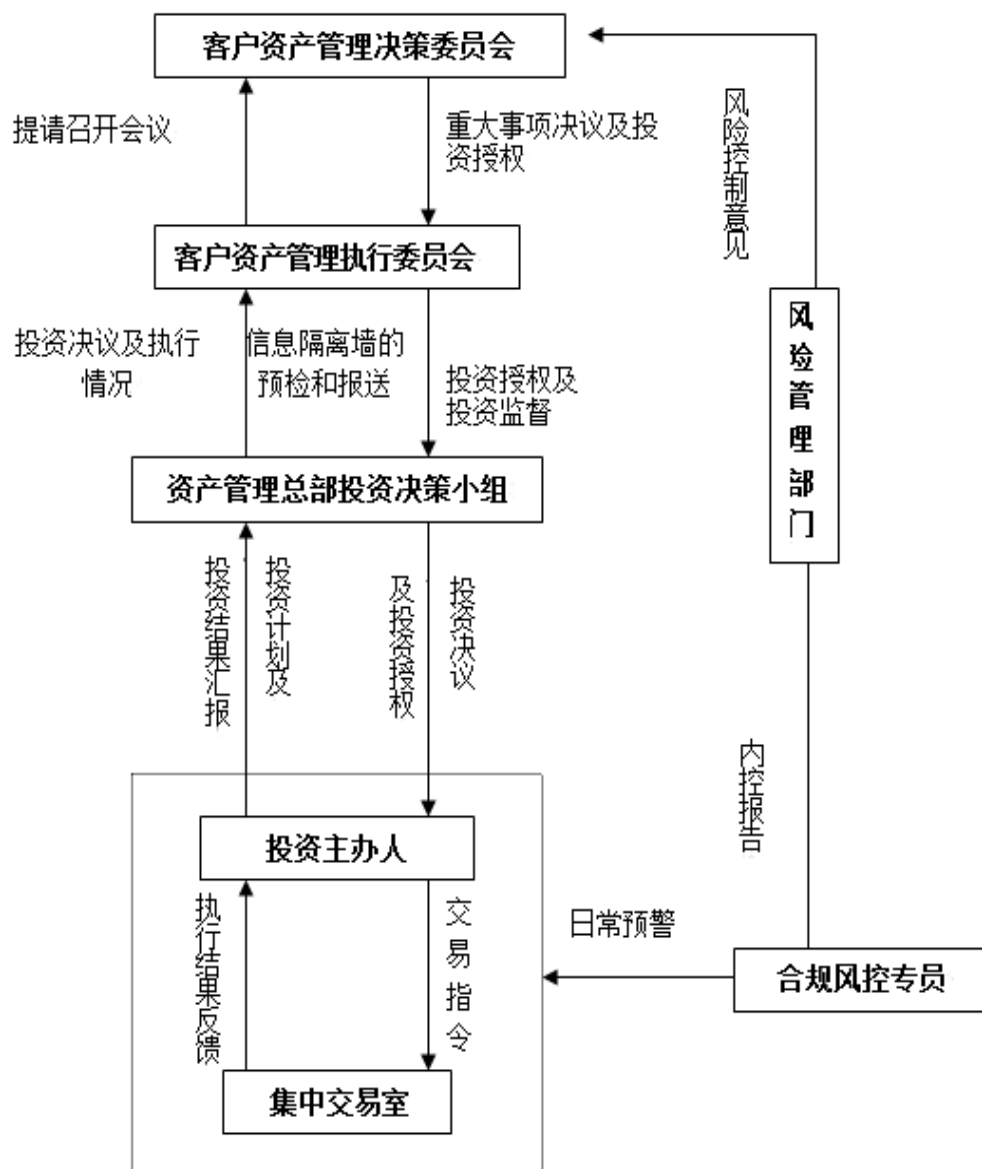 客户资产管理决策委员会
提请召开会议
重大事项决议及投
资授权
风险控制意见
客户资产管理执行委员会
投资决议及执行
情况
信息隔离墙的
预检和报送
投资授权及
投资监督
风险管理部门
资产管理总部投资决策小组
投资结果汇报
投资计划及
及投资授权
投资决议
内控报告
投资主办人
执行结果反馈
交易指令
日常预警
合规风控专员
集中交易室